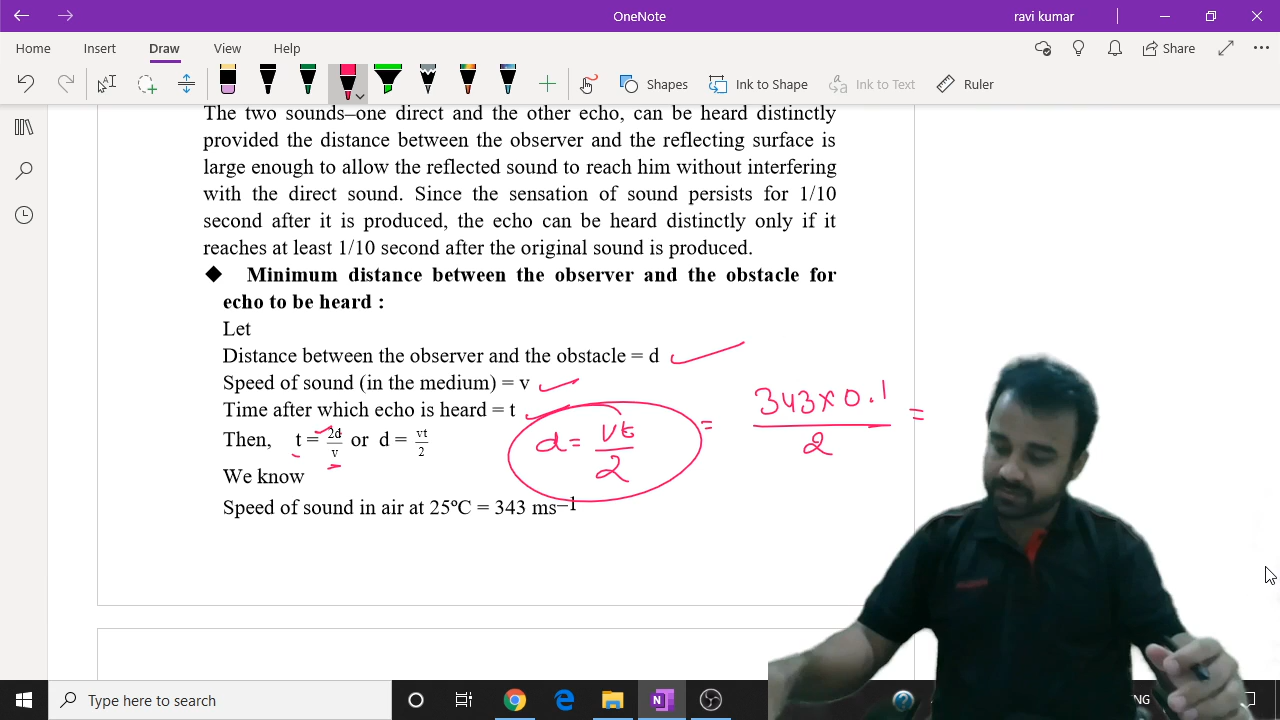 OneNote
ravi kumar
Home Insert Draw View Help
Share
Shapes Ink to Shape Ink to Text Ruler
The two sounds–one direct and the other echo, can be heard distinctly
provided the distance between the observer and the reflecting surface is
large enough to allow the reflected sound to reach him without interfering
with the direct sound. Since the sensation of sound persists for 1/10
second after it is produced, the echo can be heard distinctly only if it
reaches at least 1/10 second after the original sound is produced.
◆ Minimum distance between the observer and the obstacle for
echo to be heard :
Let
Distance between the observer and the obstacle = d
Speed of sound (in the medium) = v
Time after which echo is heard = t
Then, t = 2d/v or d = vt/2
d = vt/2 = 343 x 0.1/2 =
We know
Speed of sound in air at 25ºC = 343 ms–1
Type here to search
NG